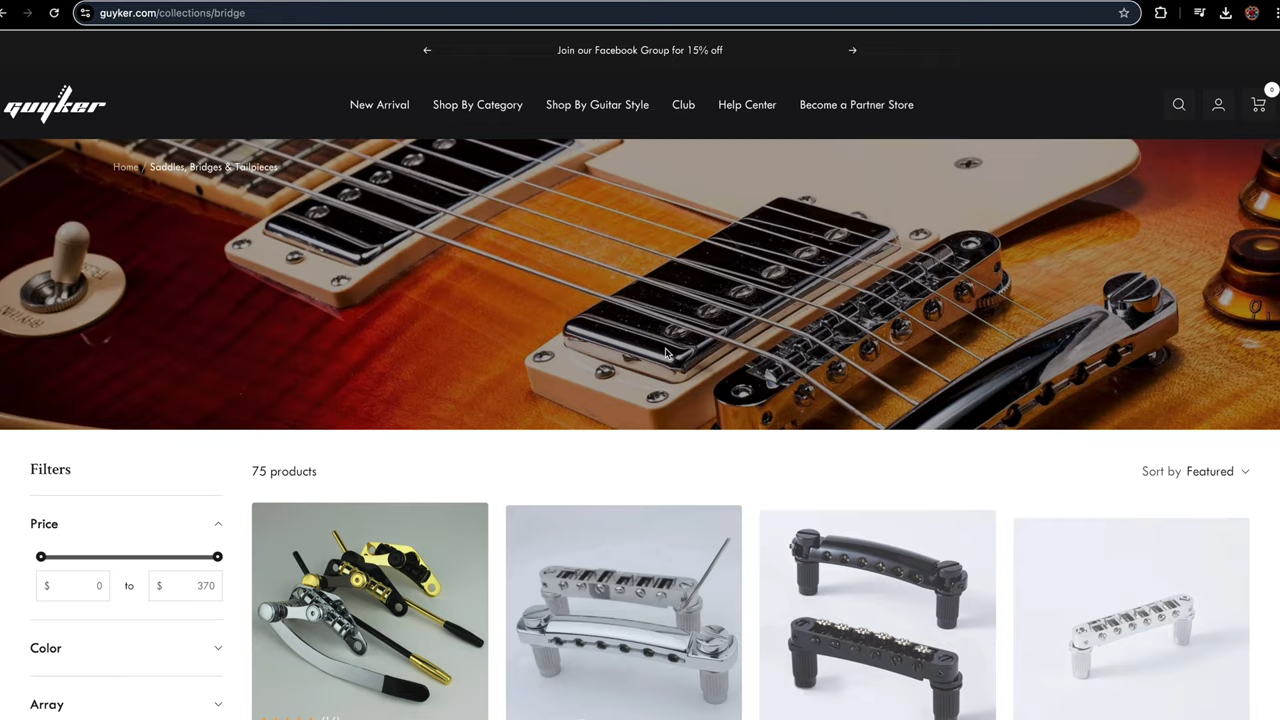 guyker.com/collections/bridge
Join our Facebook Group for 15% off
guyker
New Arrival
Shop By Category
Shop By Guitar Style
Club
Help Center
Become a Partner Store
0
Home / Saddles, Bridges & Tailpieces
Filters
75 products
Sort by Featured
Price
$ 0 to $ 370
Color
Array